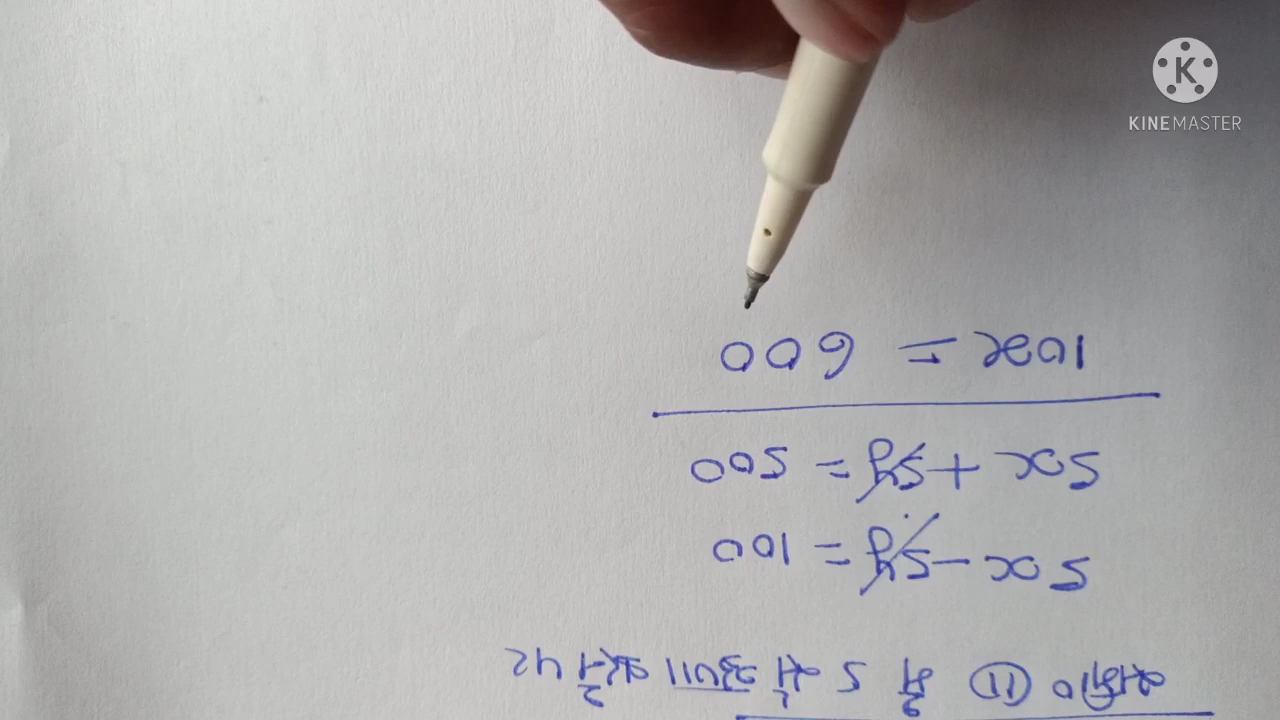 समी० (ii) में 5 से गुणा करने पर
5x - 5y = 100
5x + 5y = 500
10x = 600
KINEMASTER